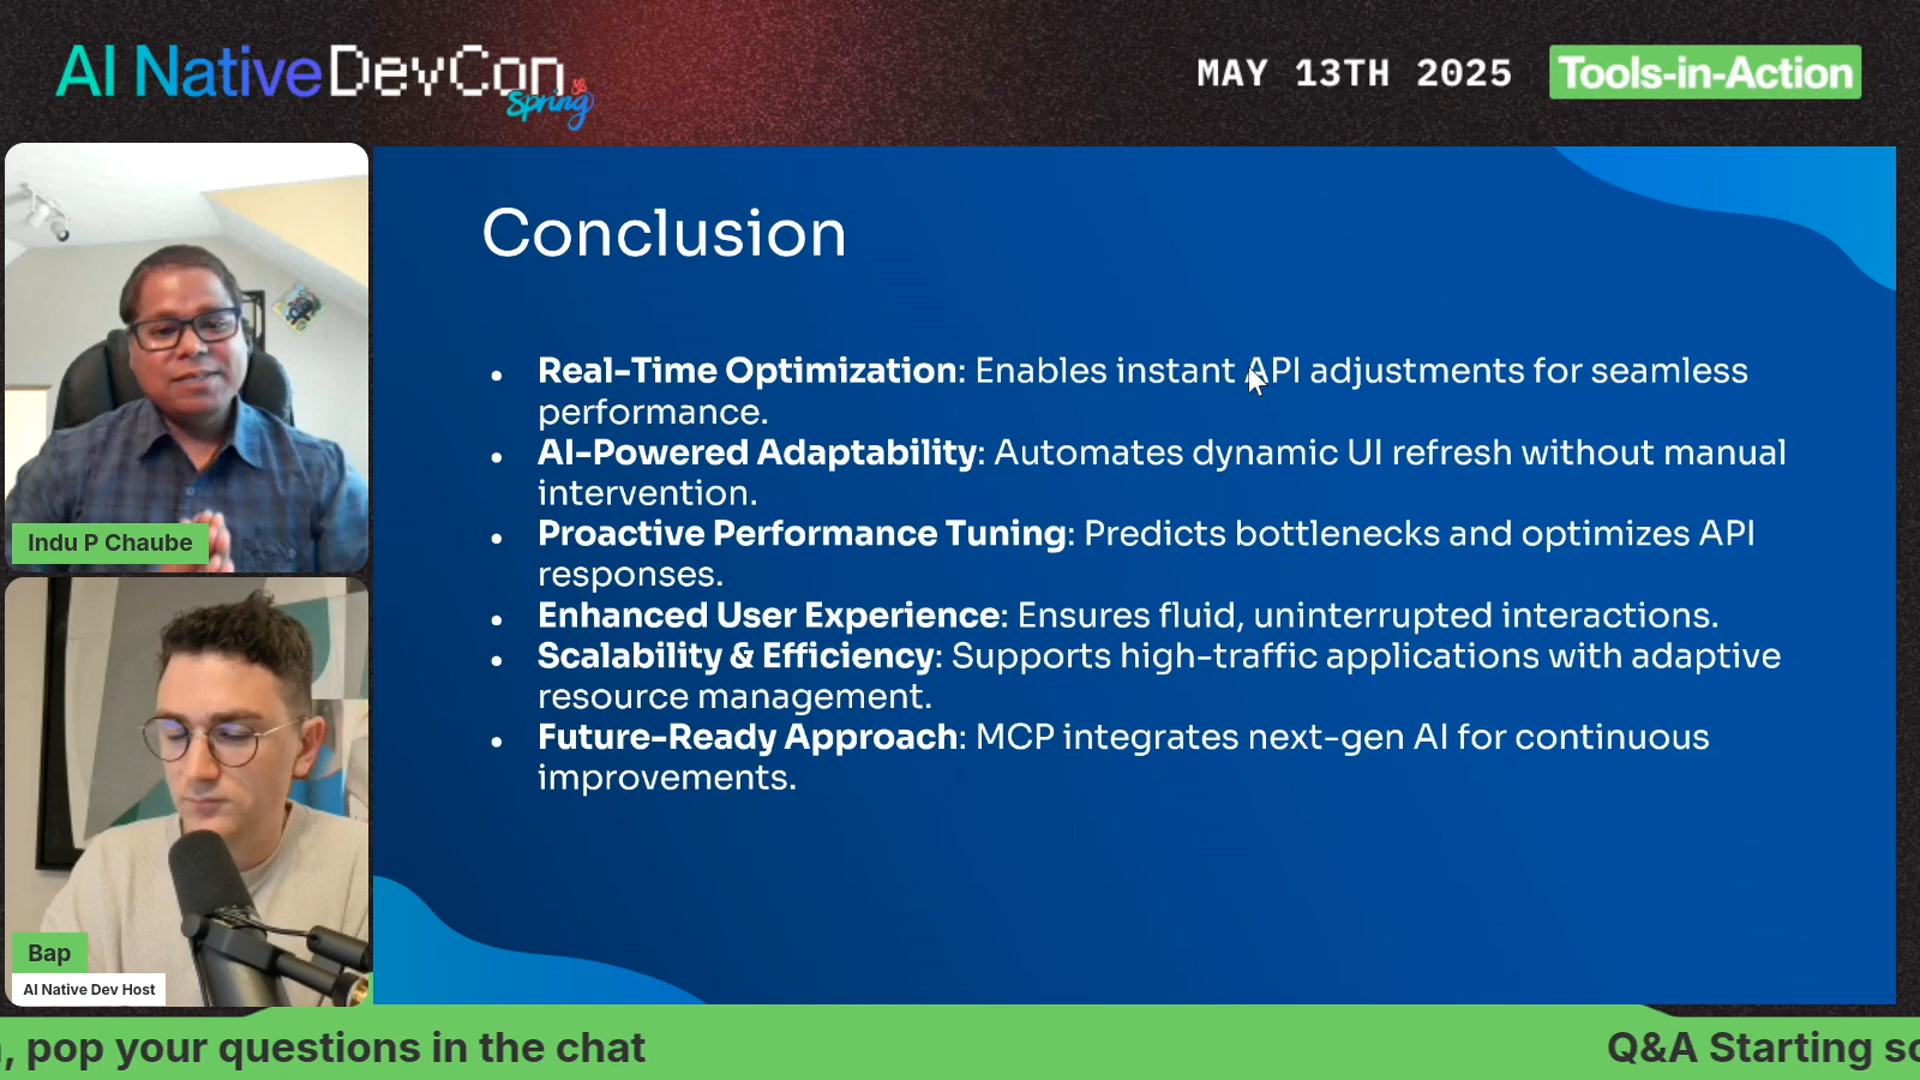 AI Native DevCon
Spring
MAY 13TH 2025
Tools-in-Action
Indu P Chaube
Bap
AI Native Dev Host
Conclusion
• Real-Time Optimization: Enables instant API adjustments for seamless
performance.
• AI-Powered Adaptability: Automates dynamic UI refresh without manual
intervention.
• Proactive Performance Tuning: Predicts bottlenecks and optimizes API
responses.
• Enhanced User Experience: Ensures fluid, uninterrupted interactions.
• Scalability & Efficiency: Supports high-traffic applications with adaptive
resource management.
• Future-Ready Approach: MCP integrates next-gen AI for continuous
improvements.
, pop your questions in the chat
Q&A Starting